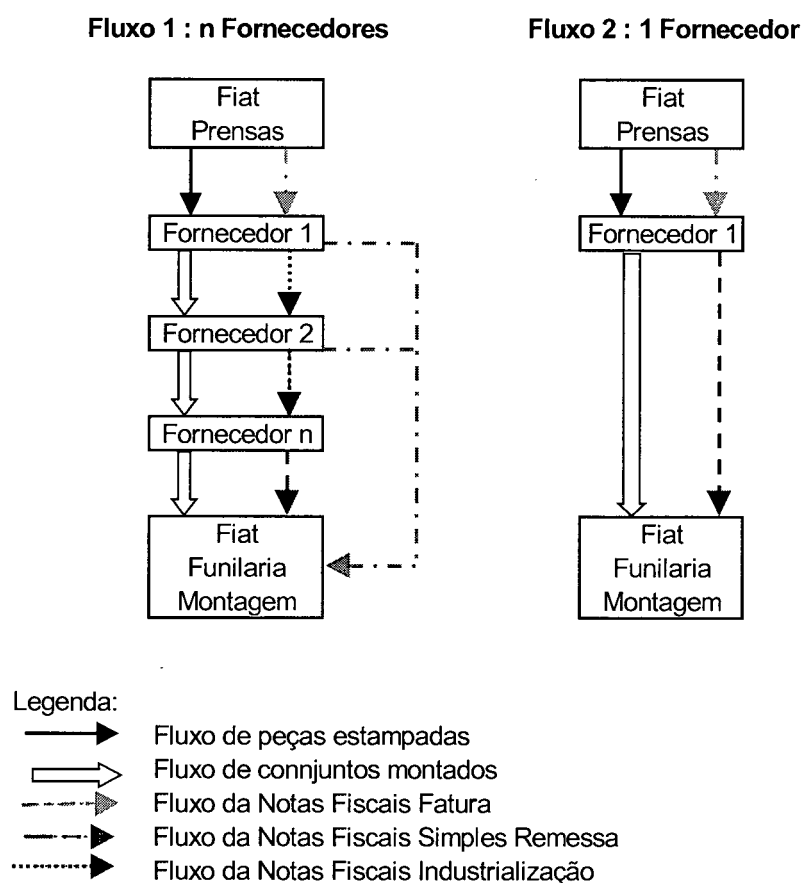 Fluxo 1 : n Fornecedores
Fluxo 2 : 1 Fornecedor
Fiat
Prensas
Fornecedor 1
Fornecedor 2
Fornecedor n
Fiat
Funilaria
Montagem
Fiat
Prensas
Fornecedor 1
Fiat
Funilaria
Montagem
Legenda:
Fluxo de peças estampadas
Fluxo de connjuntos montados
Fluxo da Notas Fiscais Fatura
Fluxo da Notas Fiscais Simples Remessa
Fluxo da Notas Fiscais Industrialização